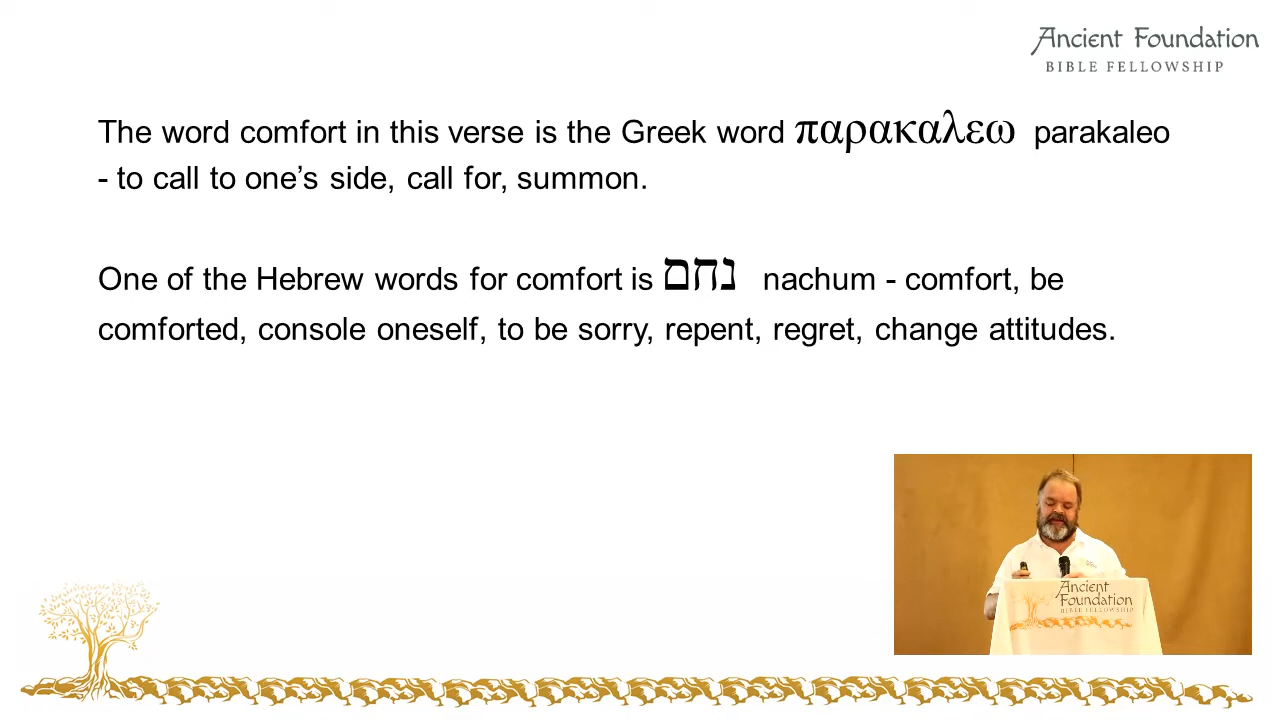 Ancient Foundation
BIBLE FELLOWSHIP
The word comfort in this verse is the Greek word παρακαλεω parakaleo
- to call to one’s side, call for, summon.
One of the Hebrew words for comfort is נחם nachum - comfort, be
comforted, console oneself, to be sorry, repent, regret, change attitudes.
Ancient
Foundation
BIBLE FELLOWSHIP